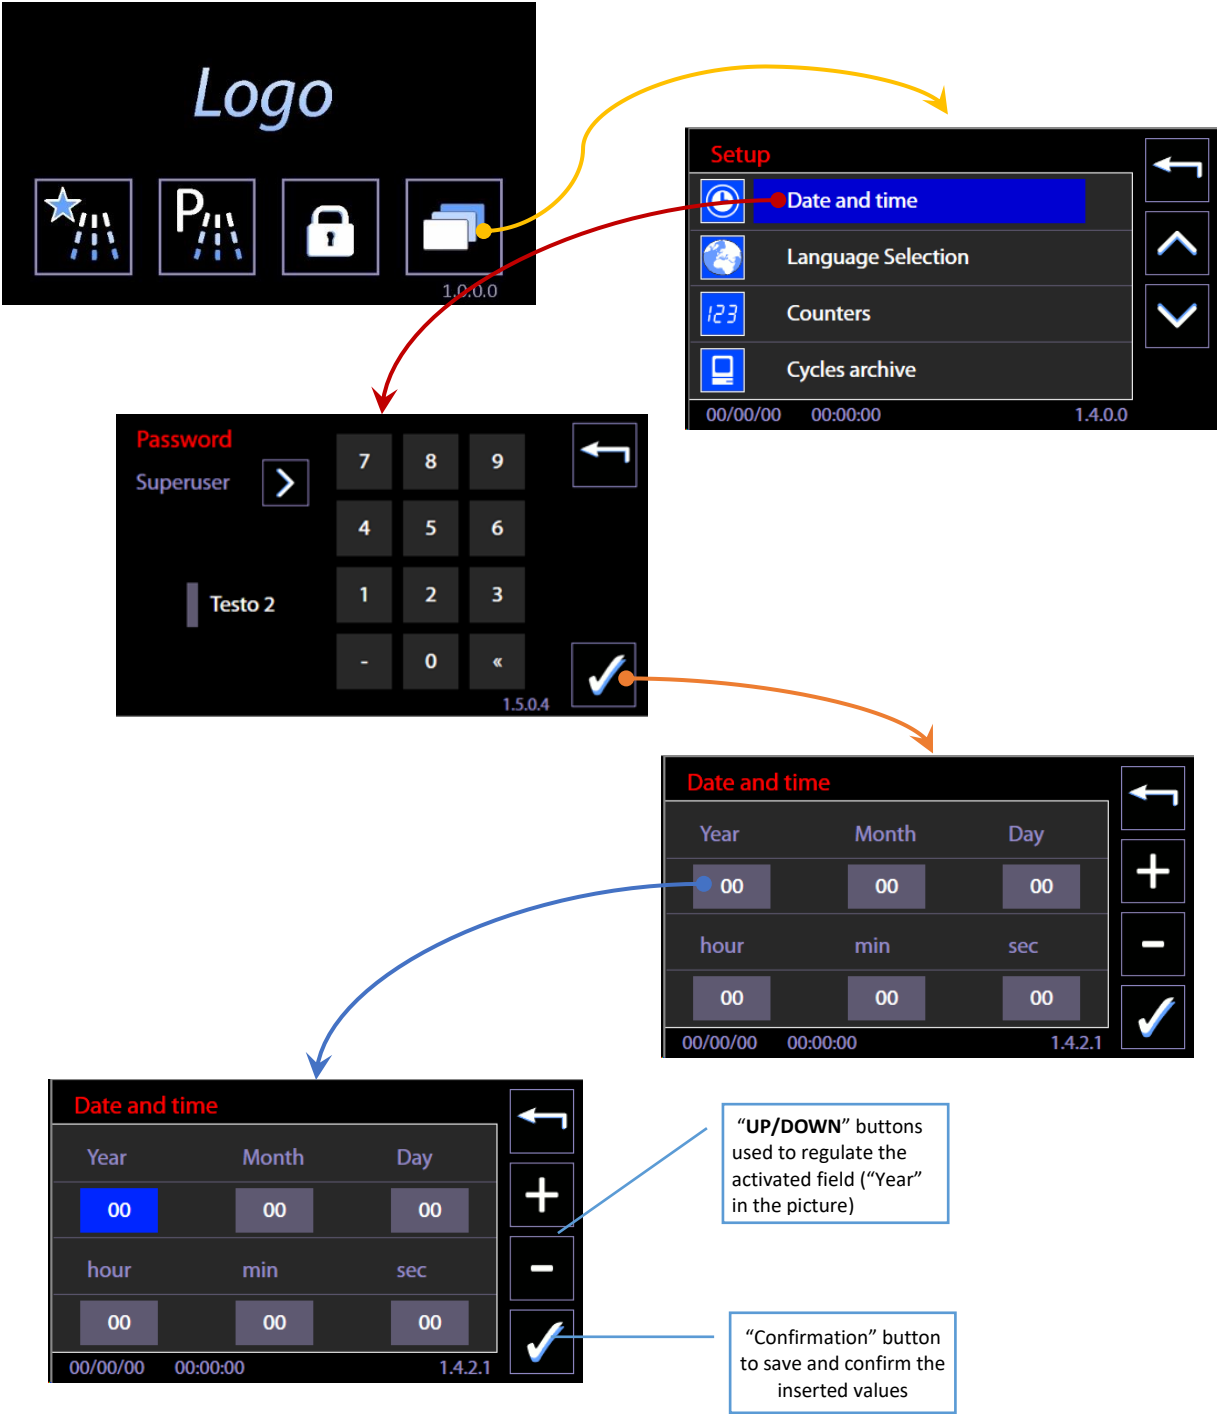 Logo
P
1.0.0.0
Setup
Date and time
Language Selection
123
Counters
Cycles archive
00/00/00 00:00:00 1.4.0.0
Password
Superuser
7 8 9
4 5 6
Testo 2
1 2 3
- 0 «
1.5.0.4
Date and time
Year Month Day
00 00 00
hour min sec
00 00 00
00/00/00 00:00:00 1.4.2.1
Date and time
Year Month Day
00 00 00
hour min sec
00 00 00
00/00/00 00:00:00 1.4.2.1
“UP/DOWN” buttons
used to regulate the
activated field (“Year”
in the picture)
“Confirmation” button
to save and confirm the
inserted values